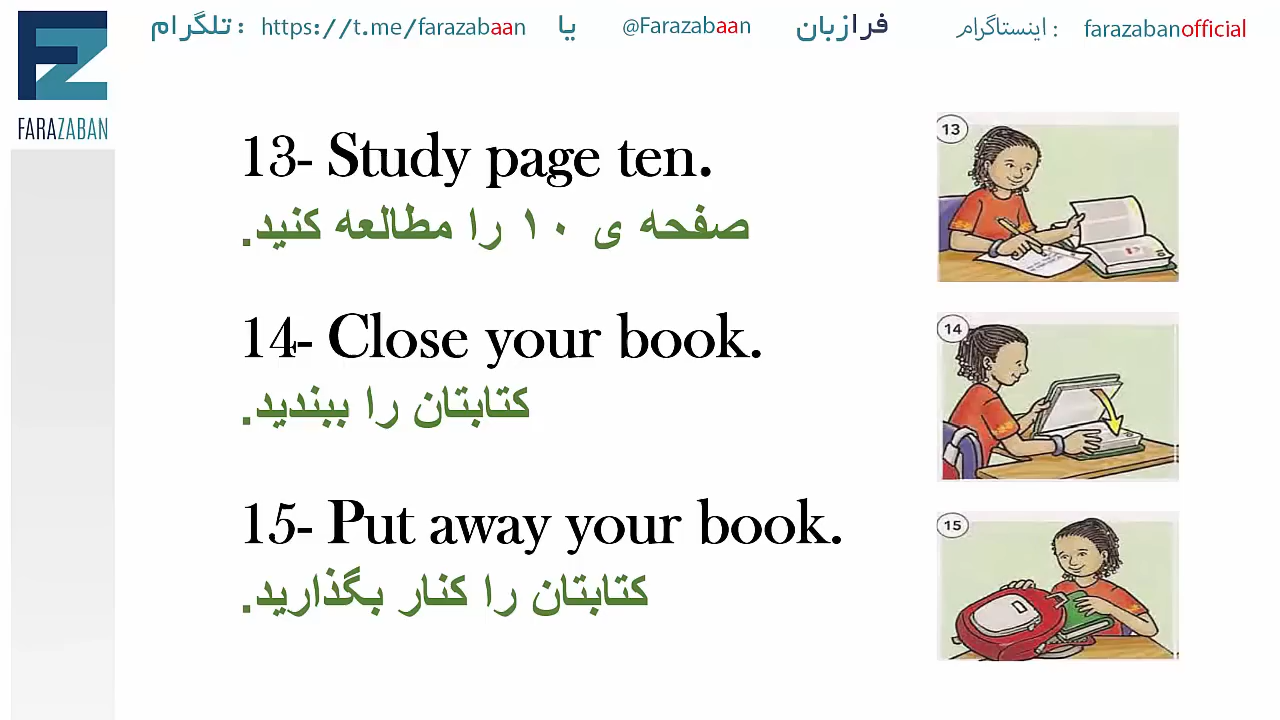 تلگرام : https://t.me/farazabaan یا @Farazabaan فرازبان اینستاگرام : farazabanofficial
FZ
FARAZABAN
13- Study page ten.
صفحه ی ۱۰ را مطالعه کنید.
13
14- Close your book.
کتابتان را ببندید.
14
15- Put away your book.
کتابتان را کنار بگذارید.
15